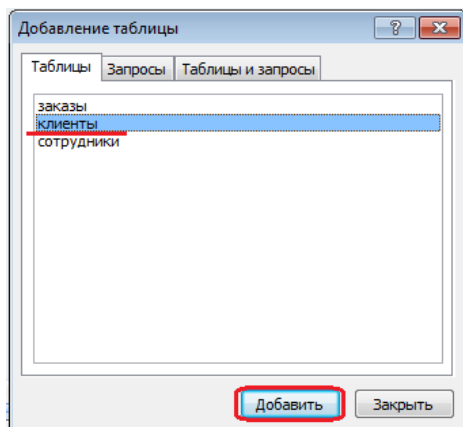 Добавление таблицы
Таблицы Запросы Таблицы и запросы
заказы
клиенты
сотрудники
Добавить Закрыть